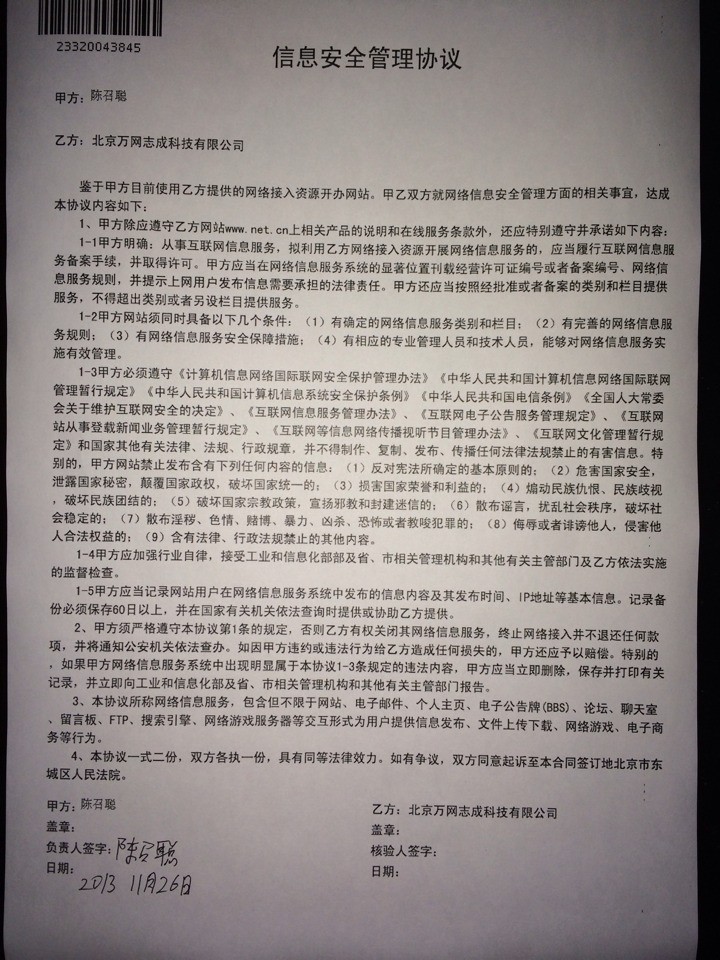 23320043845
信息安全管理协议
甲方：陈召聪
乙方：北京万网志成科技有限公司
鉴于甲方目前使用乙方提供的网络接入资源开办网站。甲乙双方就网络信息安全管理方面的相关事宜，达成
本协议内容如下：
1、甲方除应遵守乙方网站www.net.cn上相关产品的说明和在线服务条款外，还应特别遵守并承诺如下内容：
1-1甲方明确：从事互联网信息服务，拟利用乙方网络接入资源开展网络信息服务的，应当履行互联网信息服
务备案手续，并取得许可。甲方应当在网络信息服务系统的显著位置刊载经营许可证编号或者备案编号、网络信
息服务规则，并提示上网用户发布信息需要承担的法律责任。甲方还应当按照经批准或者备案的类别和栏目提供
服务，不得超出类别或者另设栏目提供服务。
1-2甲方网站须同时具备以下几个条件：（1）有确定的网络信息服务类别和栏目；（2）有完善的网络信息服
务规则；（3）有网络信息服务安全保障措施；（4）有相应的专业管理人员和技术人员，能够对网络信息服务实
施有效管理。
1-3甲方必须遵守《计算机信息网络国际联网安全保护管理办法》《中华人民共和国计算机信息网络国际联网
管理暂行规定》《中华人民共和国计算机信息系统安全保护条例》《中华人民共和国电信条例》《全国人大常委
会关于维护互联网安全的决定》、《互联网信息服务管理办法》、《互联网电子公告服务管理规定》、《互联网
站从事登载新闻业务管理暂行规定》、《互联网等信息网络传播视听节目管理办法》、《互联网文化管理暂行规
定》和国家其他有关法律、法规、行政规章，并不得制作、复制、发布、传播任何法律法规禁止的有害信息。特
别的，甲方网站禁止发布含有下列任何内容的信息：（1）反对宪法所确定的基本原则的；（2）危害国家安全，
泄露国家秘密，颠覆国家政权，破坏国家统一的；（3）损害国家荣誉和利益的；（4）煽动民族仇恨、民族歧视
，破坏民族团结的；（5）破坏国家宗教政策，宣扬邪教和封建迷信的；（6）散布谣言，扰乱社会秩序，破坏社
会稳定的；（7）散布淫秽、色情、赌博、暴力、凶杀、恐怖或者教唆犯罪的；（8）侮辱或者诽谤他人，侵害他
人合法权益的；（9）含有法律、行政法规禁止的其他内容。
1-4甲方应加强行业自律，接受工业和信息化部部及省、市相关管理机构和其他有关主管部门及乙方依法实施
的监督检查。
1-5甲方应当记录网站用户在网络信息服务系统中发布的信息内容及其发布时间、IP地址等基本信息。记录备
份必须保存60日以上，并在国家有关机关依法查询时提供或协助乙方提供。
2、甲方须严格遵守本协议第1条的规定，否则乙方有权关闭其网络信息服务，终止网络接入并不退还任何款
项，并将通知公安机关依法查办。如因甲方违约或违法行为给乙方造成任何损失的，甲方还应予以赔偿。特别的
，如果甲方网络信息服务系统中出现明显属于本协议1-3条规定的违法内容，甲方应当立即删除，保存并打印有关
记录，并立即向工业和信息化部及省、市相关管理机构和其他有关主管部门报告。
3、本协议所称网络信息服务，包含但不限于网站、电子邮件、个人主页、电子公告牌(BBS)、论坛、聊天室
、留言板、FTP、搜索引擎、网络游戏服务器等交互形式为用户提供信息发布、文件上传下载、网络游戏、电子商
务等行为。
4、本协议一式二份，双方各执一份，具有同等法律效力。如有争议，双方同意起诉至本合同签订地北京市东
城区人民法院。
甲方：陈召聪
盖章：
负责人签字：陈召聪
日期：2013 11月26日
乙方：北京万网志成科技有限公司
盖章：
核验人签字：
日期：